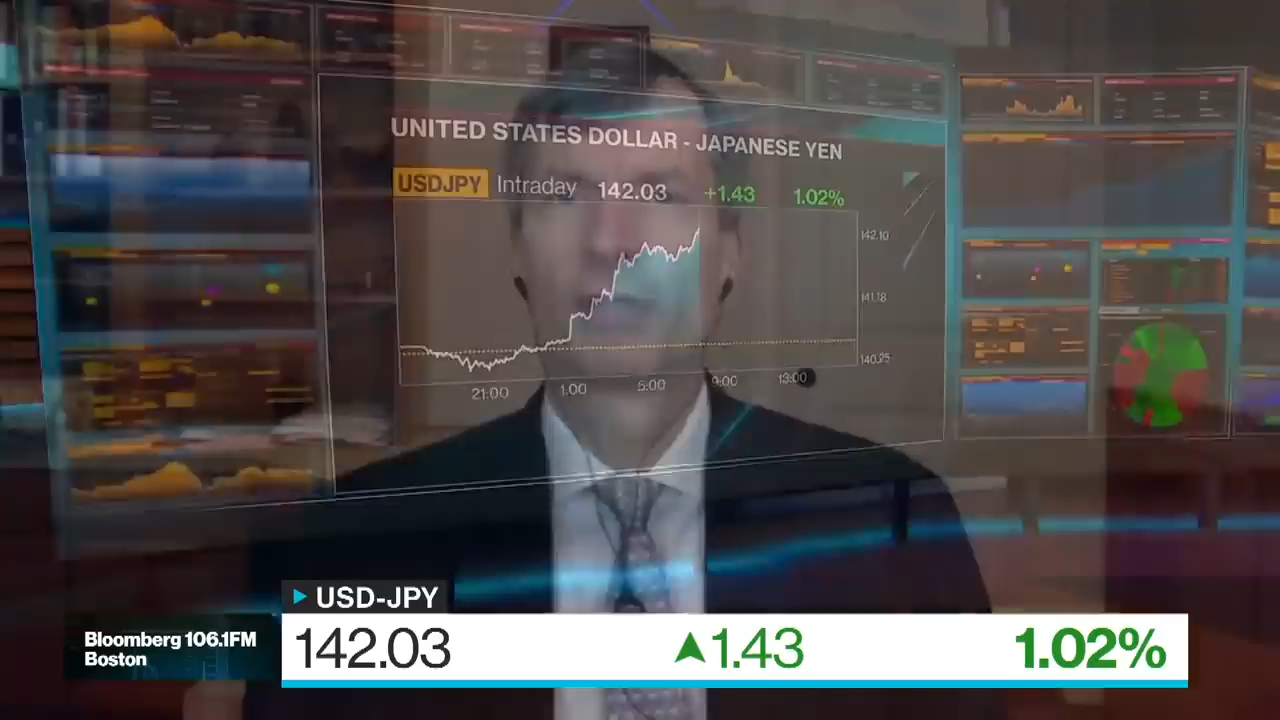 UNITED STATES DOLLAR - JAPANESE YEN
USDJPY Intraday 142.03 +1.43 1.02%
142.10
141.18
140.25
21:00 1:00 5:00 9:00 13:00
USD-JPY
Bloomberg 106.1FM
Boston
142.03 ▲1.43 1.02%